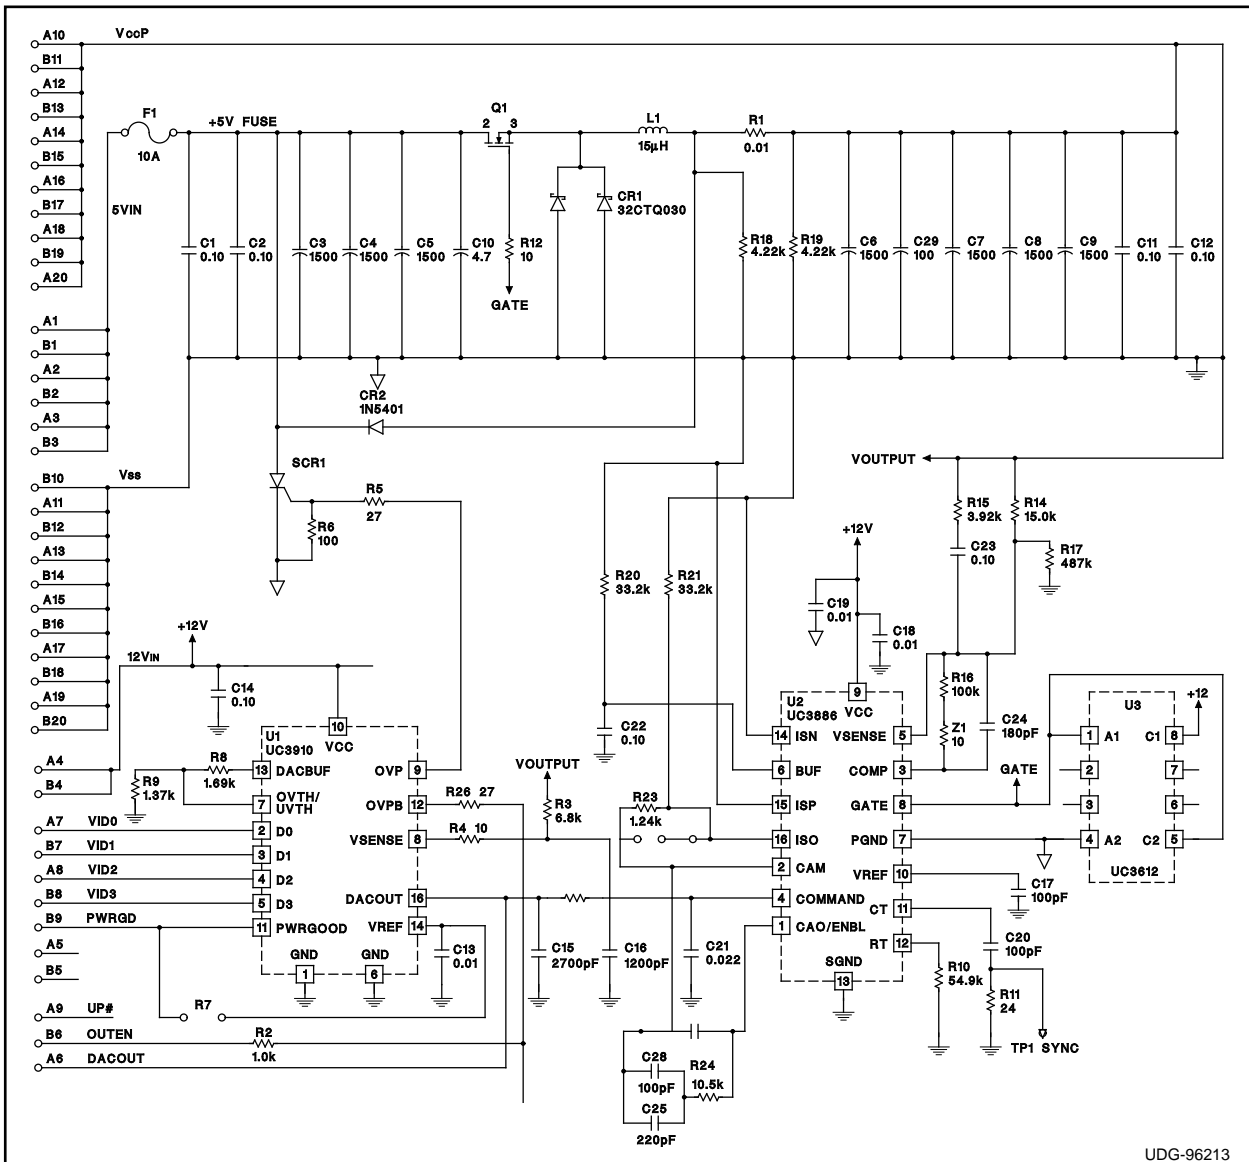 A10 VccP
B11
A12
B13
A14
B15
A16
B17
A18
B19
A20
F1
10A
5VIN
+5V FUSE
Q1
2 3
L1
15µH
R1
0.01
C1
0.10
C2
0.10
C3
1500
C4
1500
C5
1500
C10
4.7
R12
10
GATE
CR1
32CTQ030
R18
4.22k
R19
4.22k
C6
1500
C29
100
C7
1500
C8
1500
C9
1500
C11
0.10
C12
0.10
A1
B1
A2
B2
A3
B3
CR2
1N5401
B10 Vss
A11
B12
A13
B14
A15
B16
A17
B18
A19
B20
SCR1
R5
27
R6
100
VOUTPUT
R15
3.92k
R14
15.0k
C23
0.10
R17
487k
R20
33.2k
R21
33.2k
+12V
C19
0.01
C18
0.01
+12V
12VIN
C14
0.10
A4
B4
R8
1.69k
R9
1.37k
U1
UC3910
10
VCC
13 DACBUF
7 OVTH/
UVTH
2 D0
3 D1
4 D2
5 D3
11 PWRGOOD
OVP 9
OVPB 12
VSENSE 8
DACOUT 16
VREF 14
GND
1
GND
6
A7 VID0
B7 VID1
A8 VID2
B8 VID3
B9 PWRGD
A5
B5
A9 UP#
B6 OUTEN
A6 DACOUT
R7
R2
1.0k
R26 27
R4 10
VOUTPUT
R3
6.8k
C13
0.01
C15
2700pF
C16
1200pF
C21
0.022
C22
0.10
R23
1.24k
U2
UC3886
9
VCC
14 ISN
6 BUF
15 ISP
16 ISO
2 CAM
4 COMMAND
1 CAO/ENBL
VSENSE 5
COMP 3
GATE 8
PGND 7
VREF 10
CT 11
RT 12
SGND
13
R16
100k
Z1
10
C24
180pF
GATE
U3
+12
1 A1
2
3
4 A2
C1 8
7
6
C2 5
UC3612
C17
100pF
C20
100pF
R10
54.9k
R11
24
TP1 SYNC
C28
100pF
C25
220pF
R24
10.5k
UDG-96213